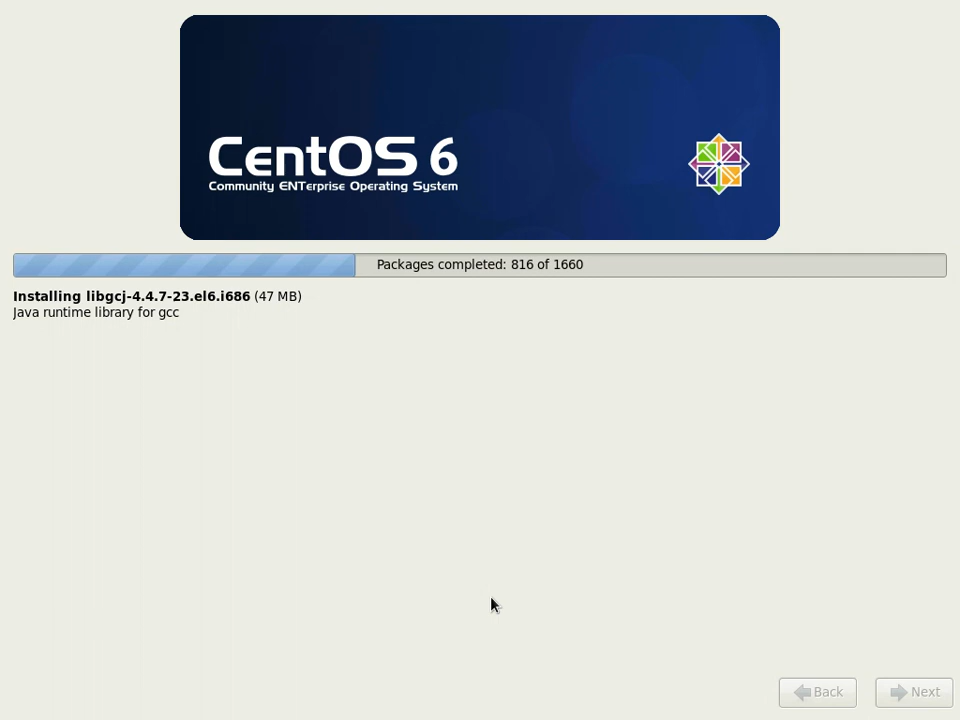 CentOS 6
Community ENTerprise Operating System
Packages completed: 816 of 1660
Installing libgcj-4.4.7-23.el6.i686 (47 MB)
Java runtime library for gcc
Back
Next